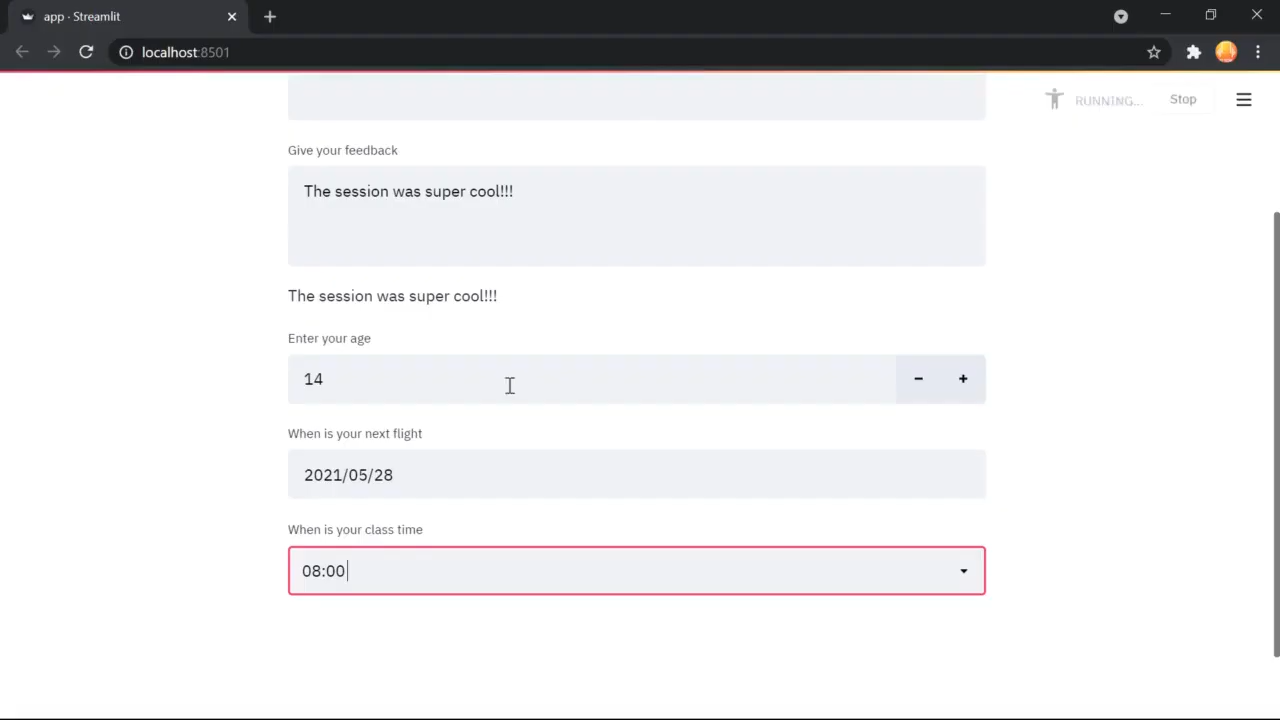 app · Streamlit
localhost:8501
RUNNING...
Stop
Give your feedback
The session was super cool!!!
The session was super cool!!!
Enter your age
14
- +
When is your next flight
2021/05/28
When is your class time
08:00